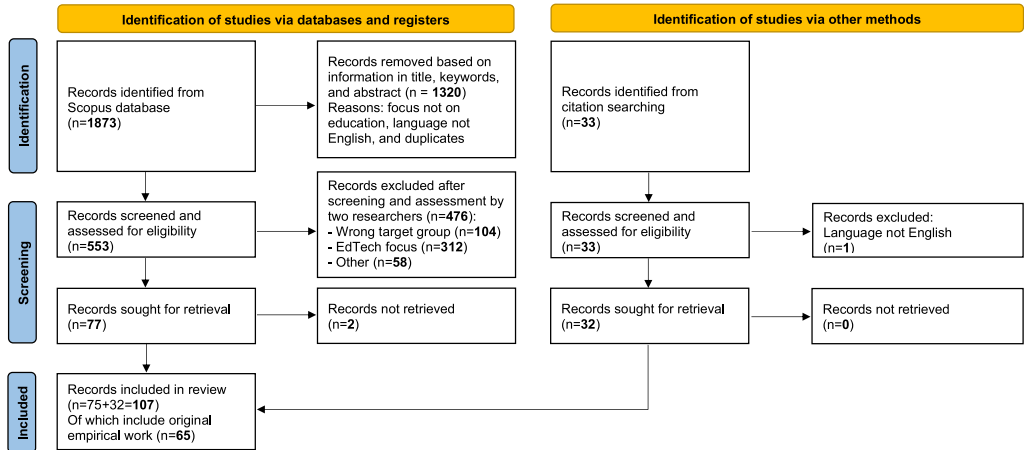 Identification of studies via databases and registers
Identification of studies via other methods
Identification
Records identified from
Scopus database
(n=1873)
Records removed based on
information in title, keywords,
and abstract (n = 1320)
Reasons: focus not on
education, language not
English, and duplicates
Records identified from
citation searching
(n=33)
Screening
Records screened and
assessed for eligibility
(n=553)
Records excluded after
screening and assessment by
two researchers (n=476):
- Wrong target group (n=104)
- EdTech focus (n=312)
- Other (n=58)
Records screened and
assessed for eligibility
(n=33)
Records excluded:
Language not English
(n=1)
Records sought for retrieval
(n=77)
Records not retrieved
(n=2)
Records sought for retrieval
(n=32)
Records not retrieved
(n=0)
Included
Records included in review
(n=75+32=107)
Of which include original
empirical work (n=65)